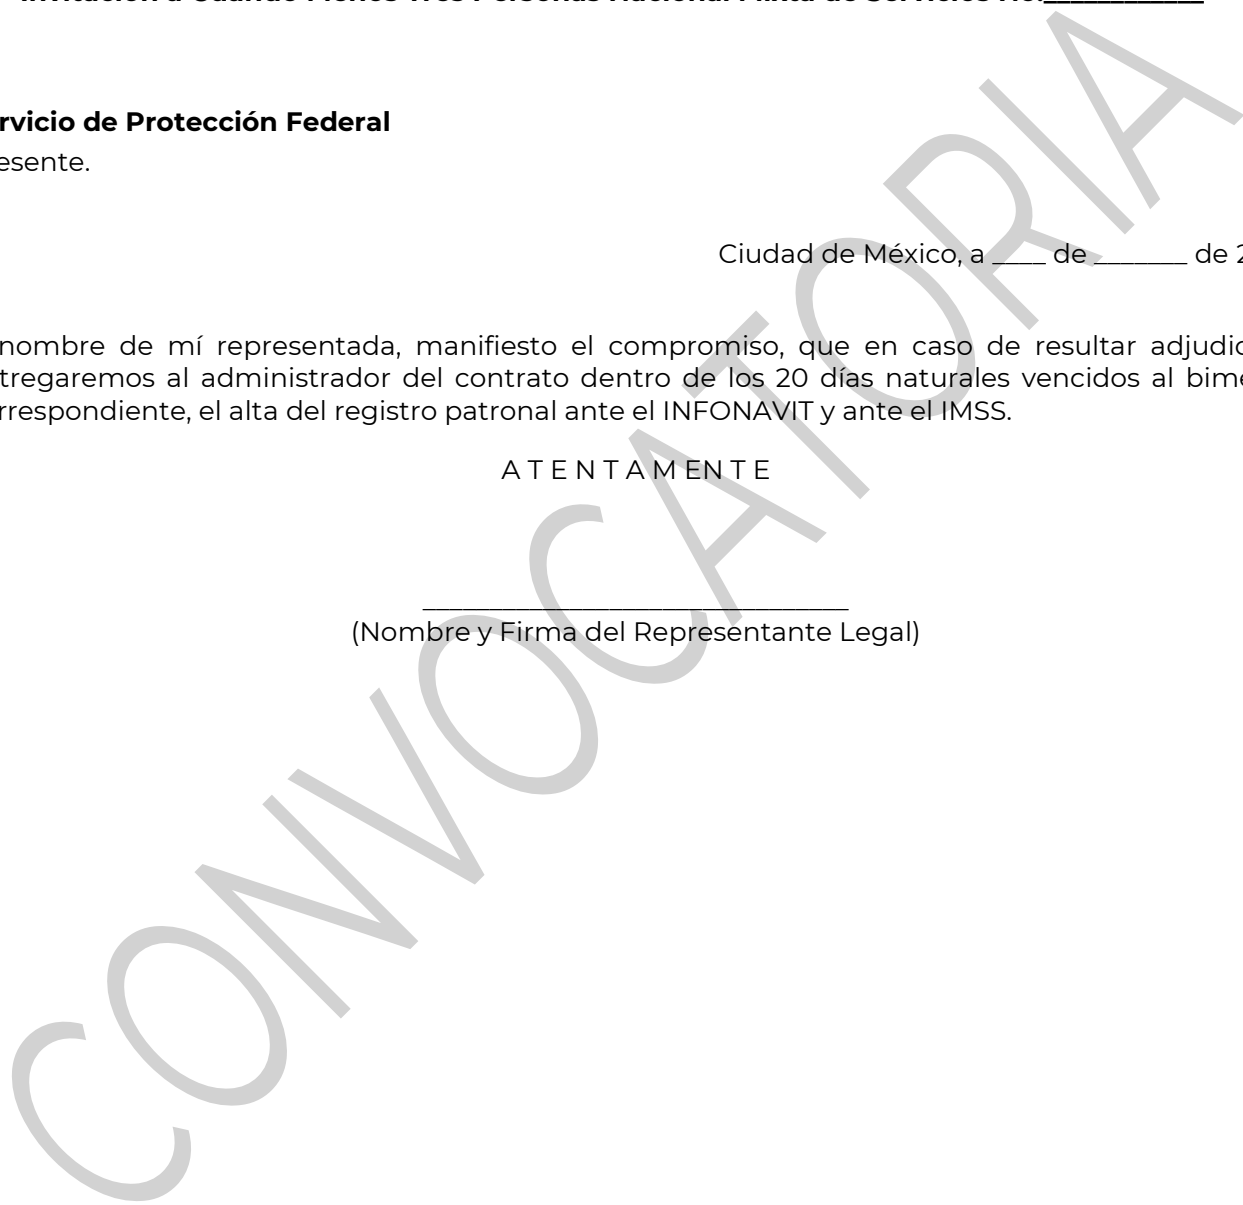 Invitación a Cuando Menos Tres Personas Nacional Mixta de Servicios No.____________
rvicio de Protección Federal
esente.
Ciudad de México, a ____ de _______ de 2
nombre de mí representada, manifiesto el compromiso, que en caso de resultar adjudic
tregaremos al administrador del contrato dentro de los 20 días naturales vencidos al bime
rrespondiente, el alta del registro patronal ante el INFONAVIT y ante el IMSS.
A T E N T A M E N T E
________________________________
(Nombre y Firma del Representante Legal)
CONVOCATORIA